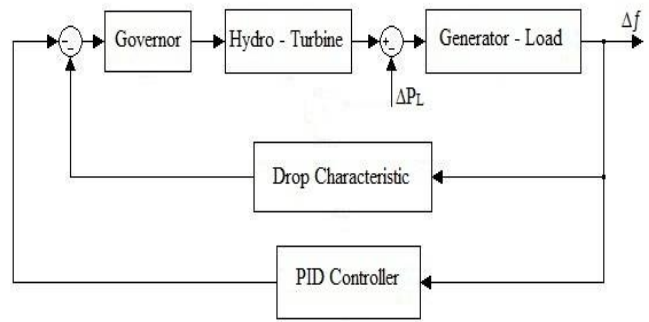 Δf
Governor
Hydro - Turbine
Generator - Load
ΔPL
Drop Characteristic
PID Controller